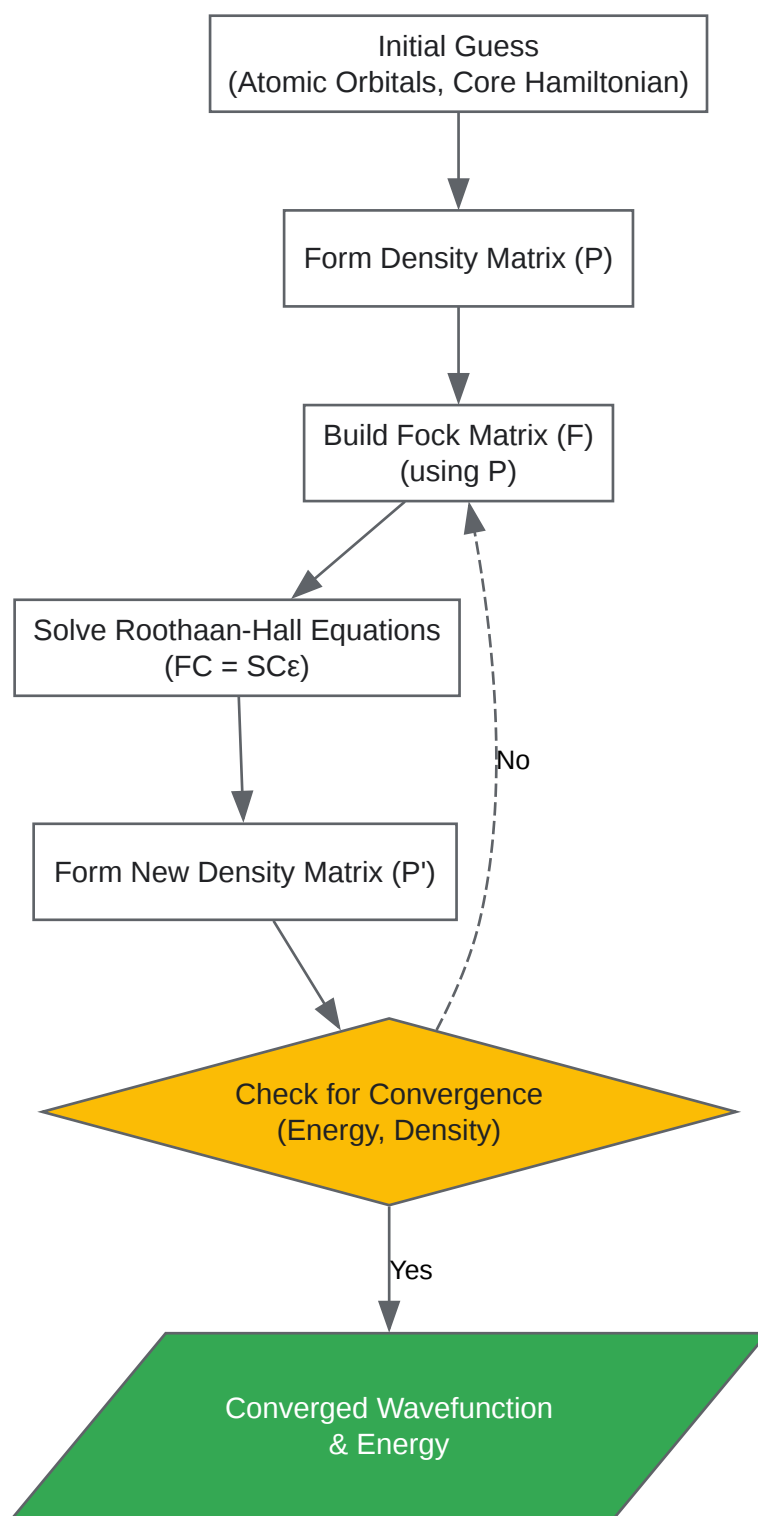 Initial Guess
(Atomic Orbitals, Core Hamiltonian)
Form Density Matrix (P)
Build Fock Matrix (F)
(using P)
Solve Roothaan-Hall Equations
(FC = SCε)
No
Form New Density Matrix (P')
Check for Convergence
(Energy, Density)
Yes
Converged Wavefunction
& Energy